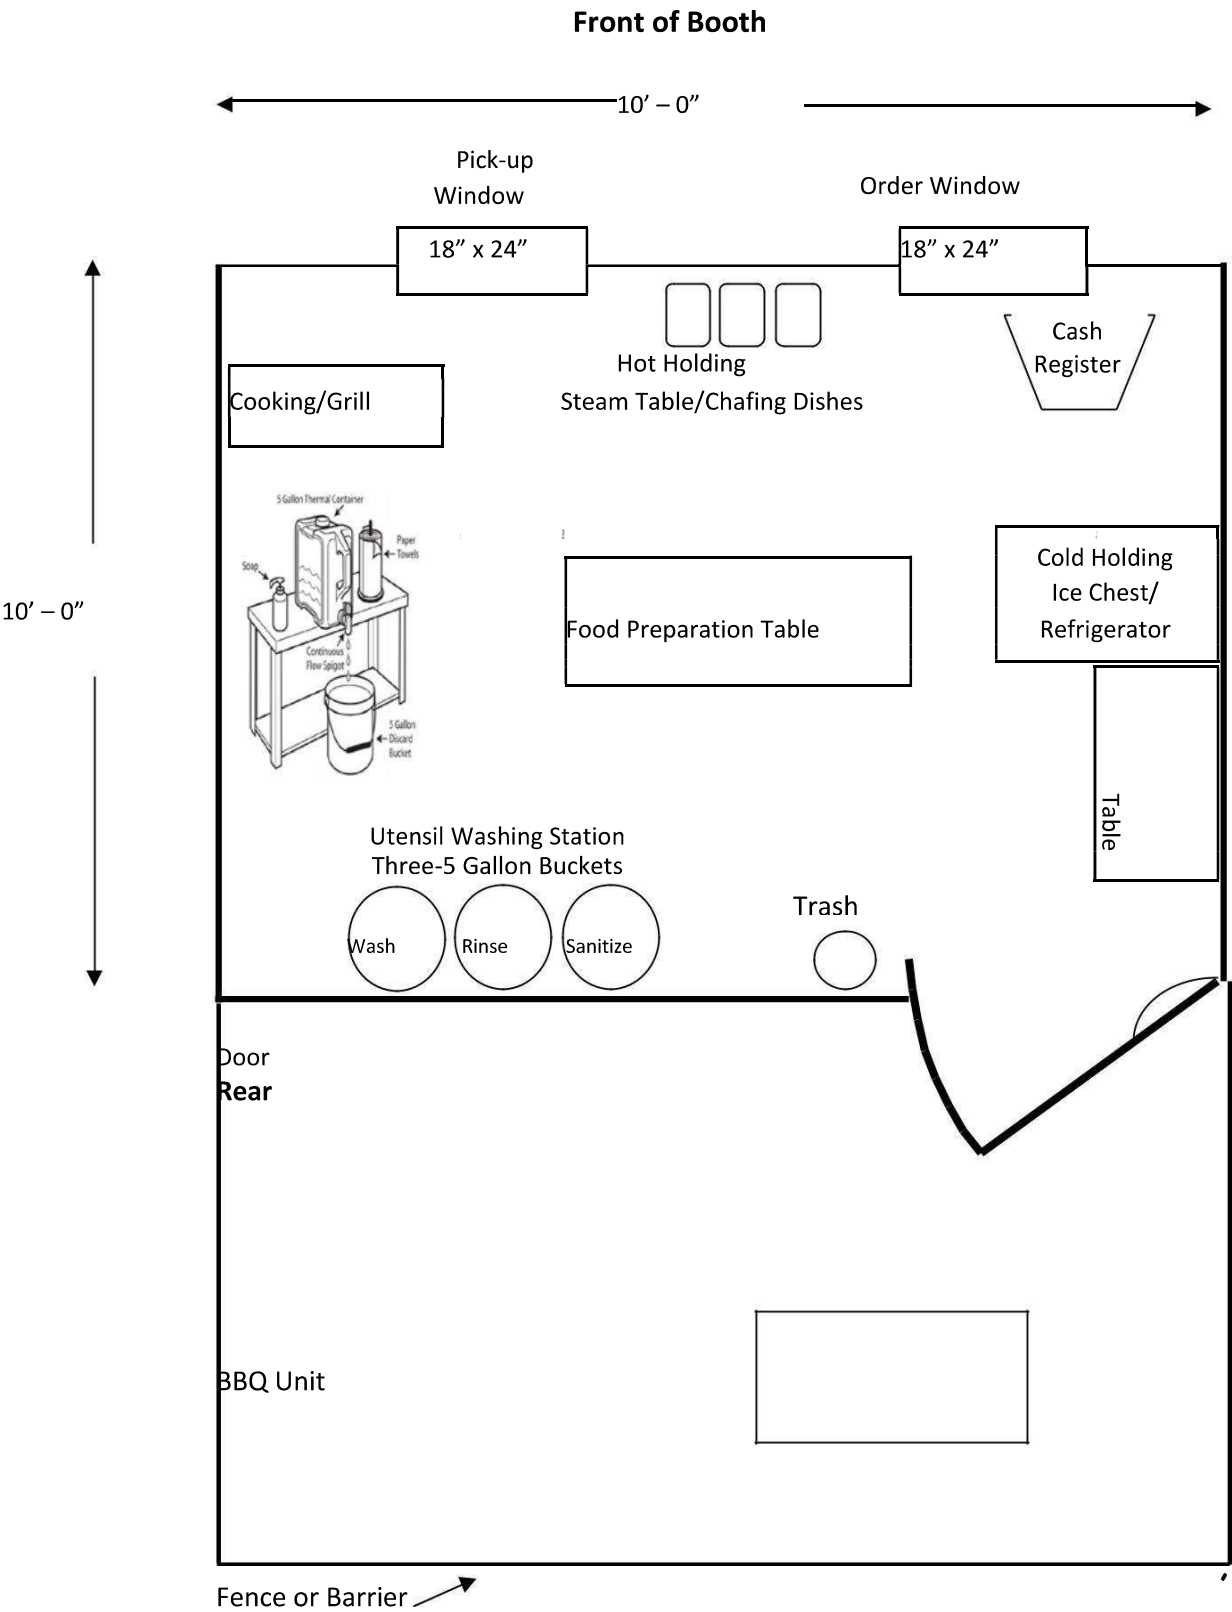 Front of Booth
10’ – 0”
Pick-up
Window
Order Window
18” x 24”
18” x 24”
Cash
Register
Hot Holding
Steam Table/Chafing Dishes
Cooking/Grill
5 Gallon Thermal Container
Paper
Towels
Soap
Continuous
Flow Spigot
5 Gallon
Discard
Bucket
Cold Holding
Ice Chest/
Refrigerator
10’ – 0”
Food Preparation Table
Table
Utensil Washing Station
Three-5 Gallon Buckets
Trash
Wash
Rinse
Sanitize
Door
Rear
BBQ Unit
Fence or Barrier